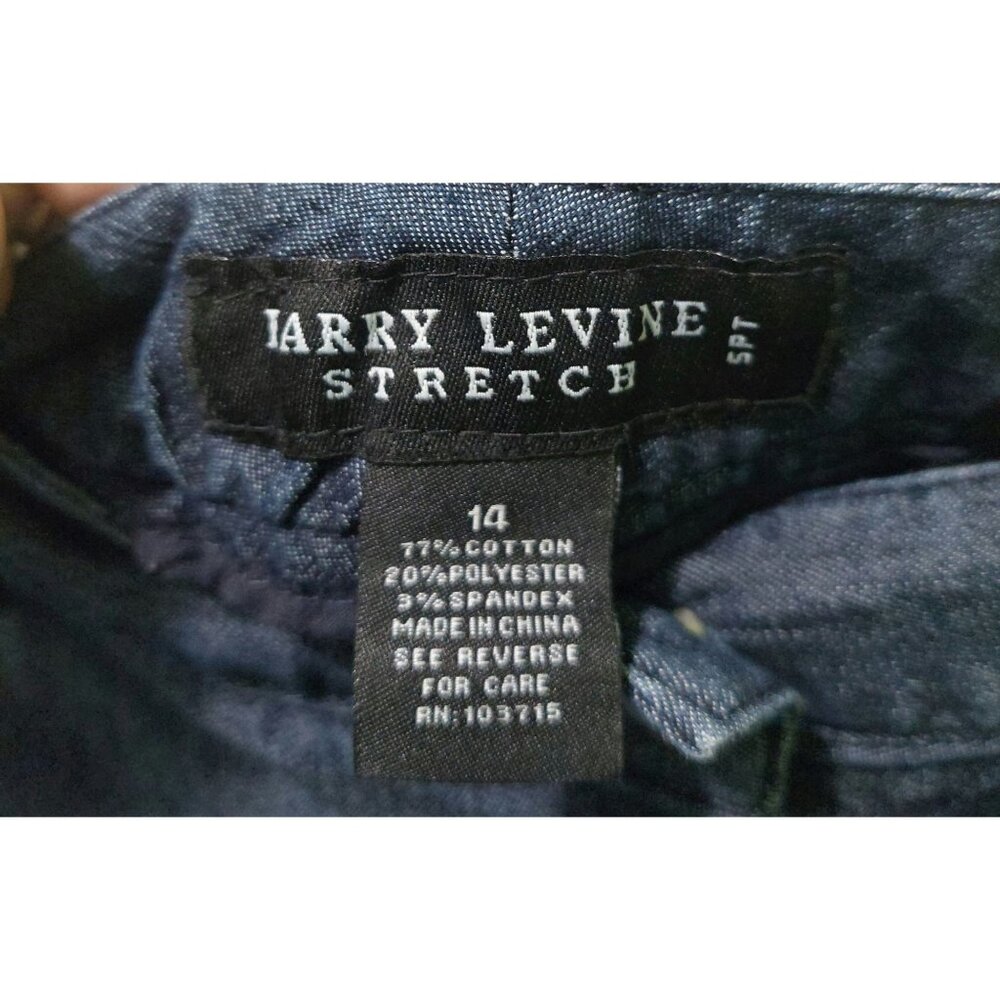 HARRY LEVINE
SPT
STRETCH
14
77% COTTON
20% POLYESTER
3% SPANDEX
MADE IN CHINA
SEE REVERSE
FOR CARE
RN: 103715